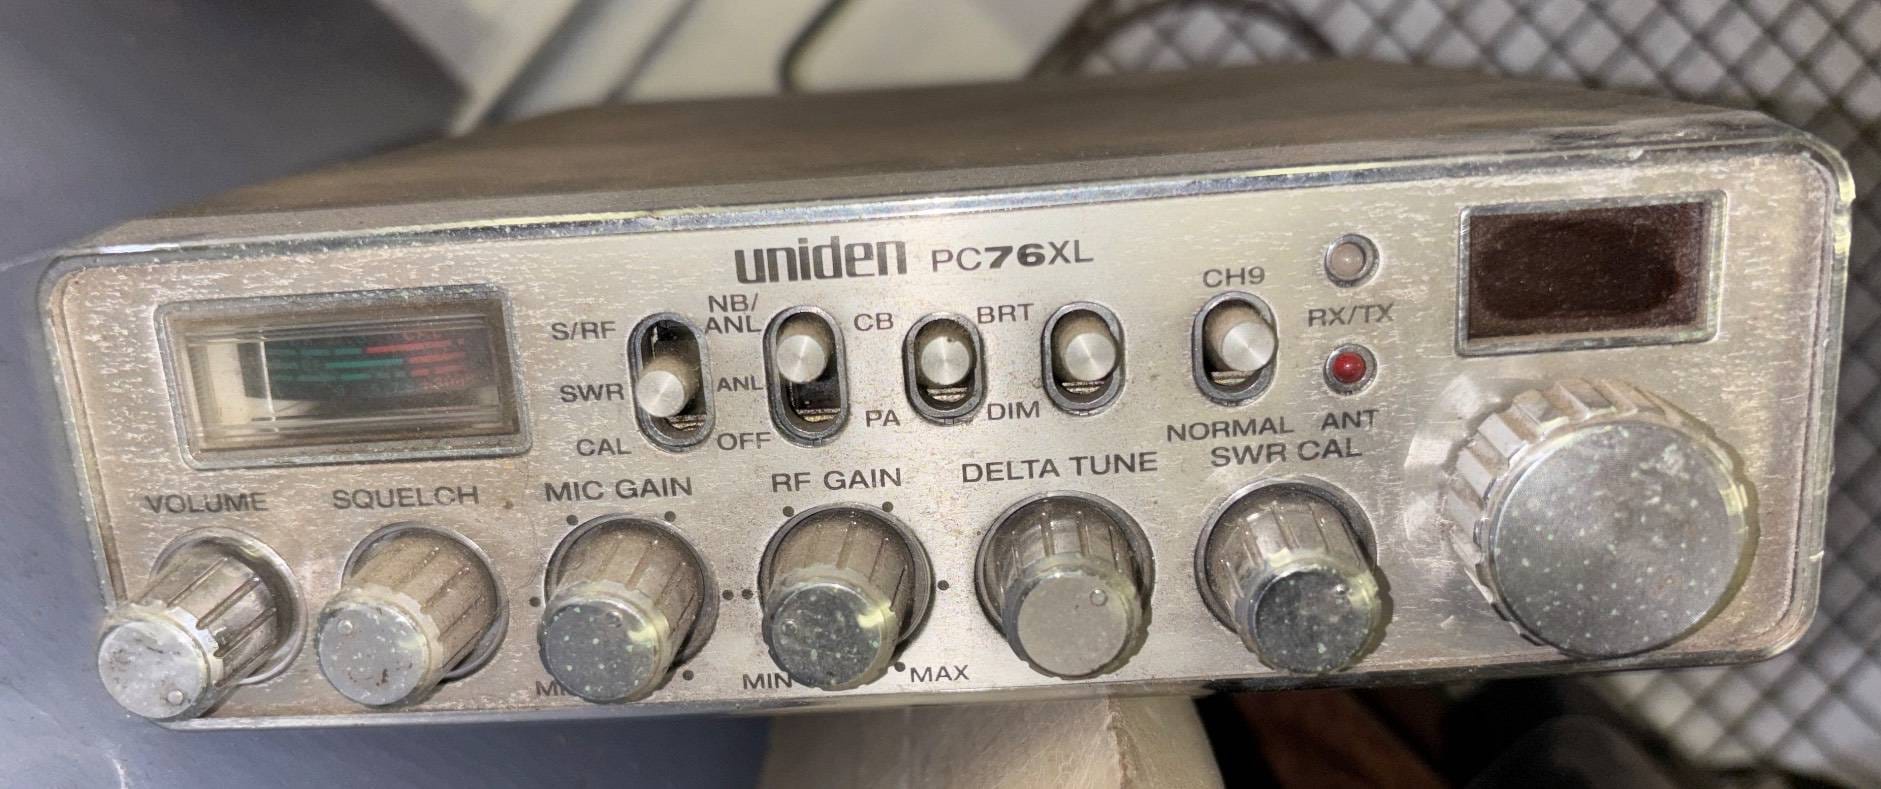 uniden PC76XL
S/RF
SWR
CAL
NB/
ANL
ANL
OFF
CB
PA
BRT
DIM
CH9
NORMAL
RX/TX
ANT
SWR CAL
VOLUME
SQUELCH
MIC GAIN
RF GAIN
DELTA TUNE
MIN
MAX